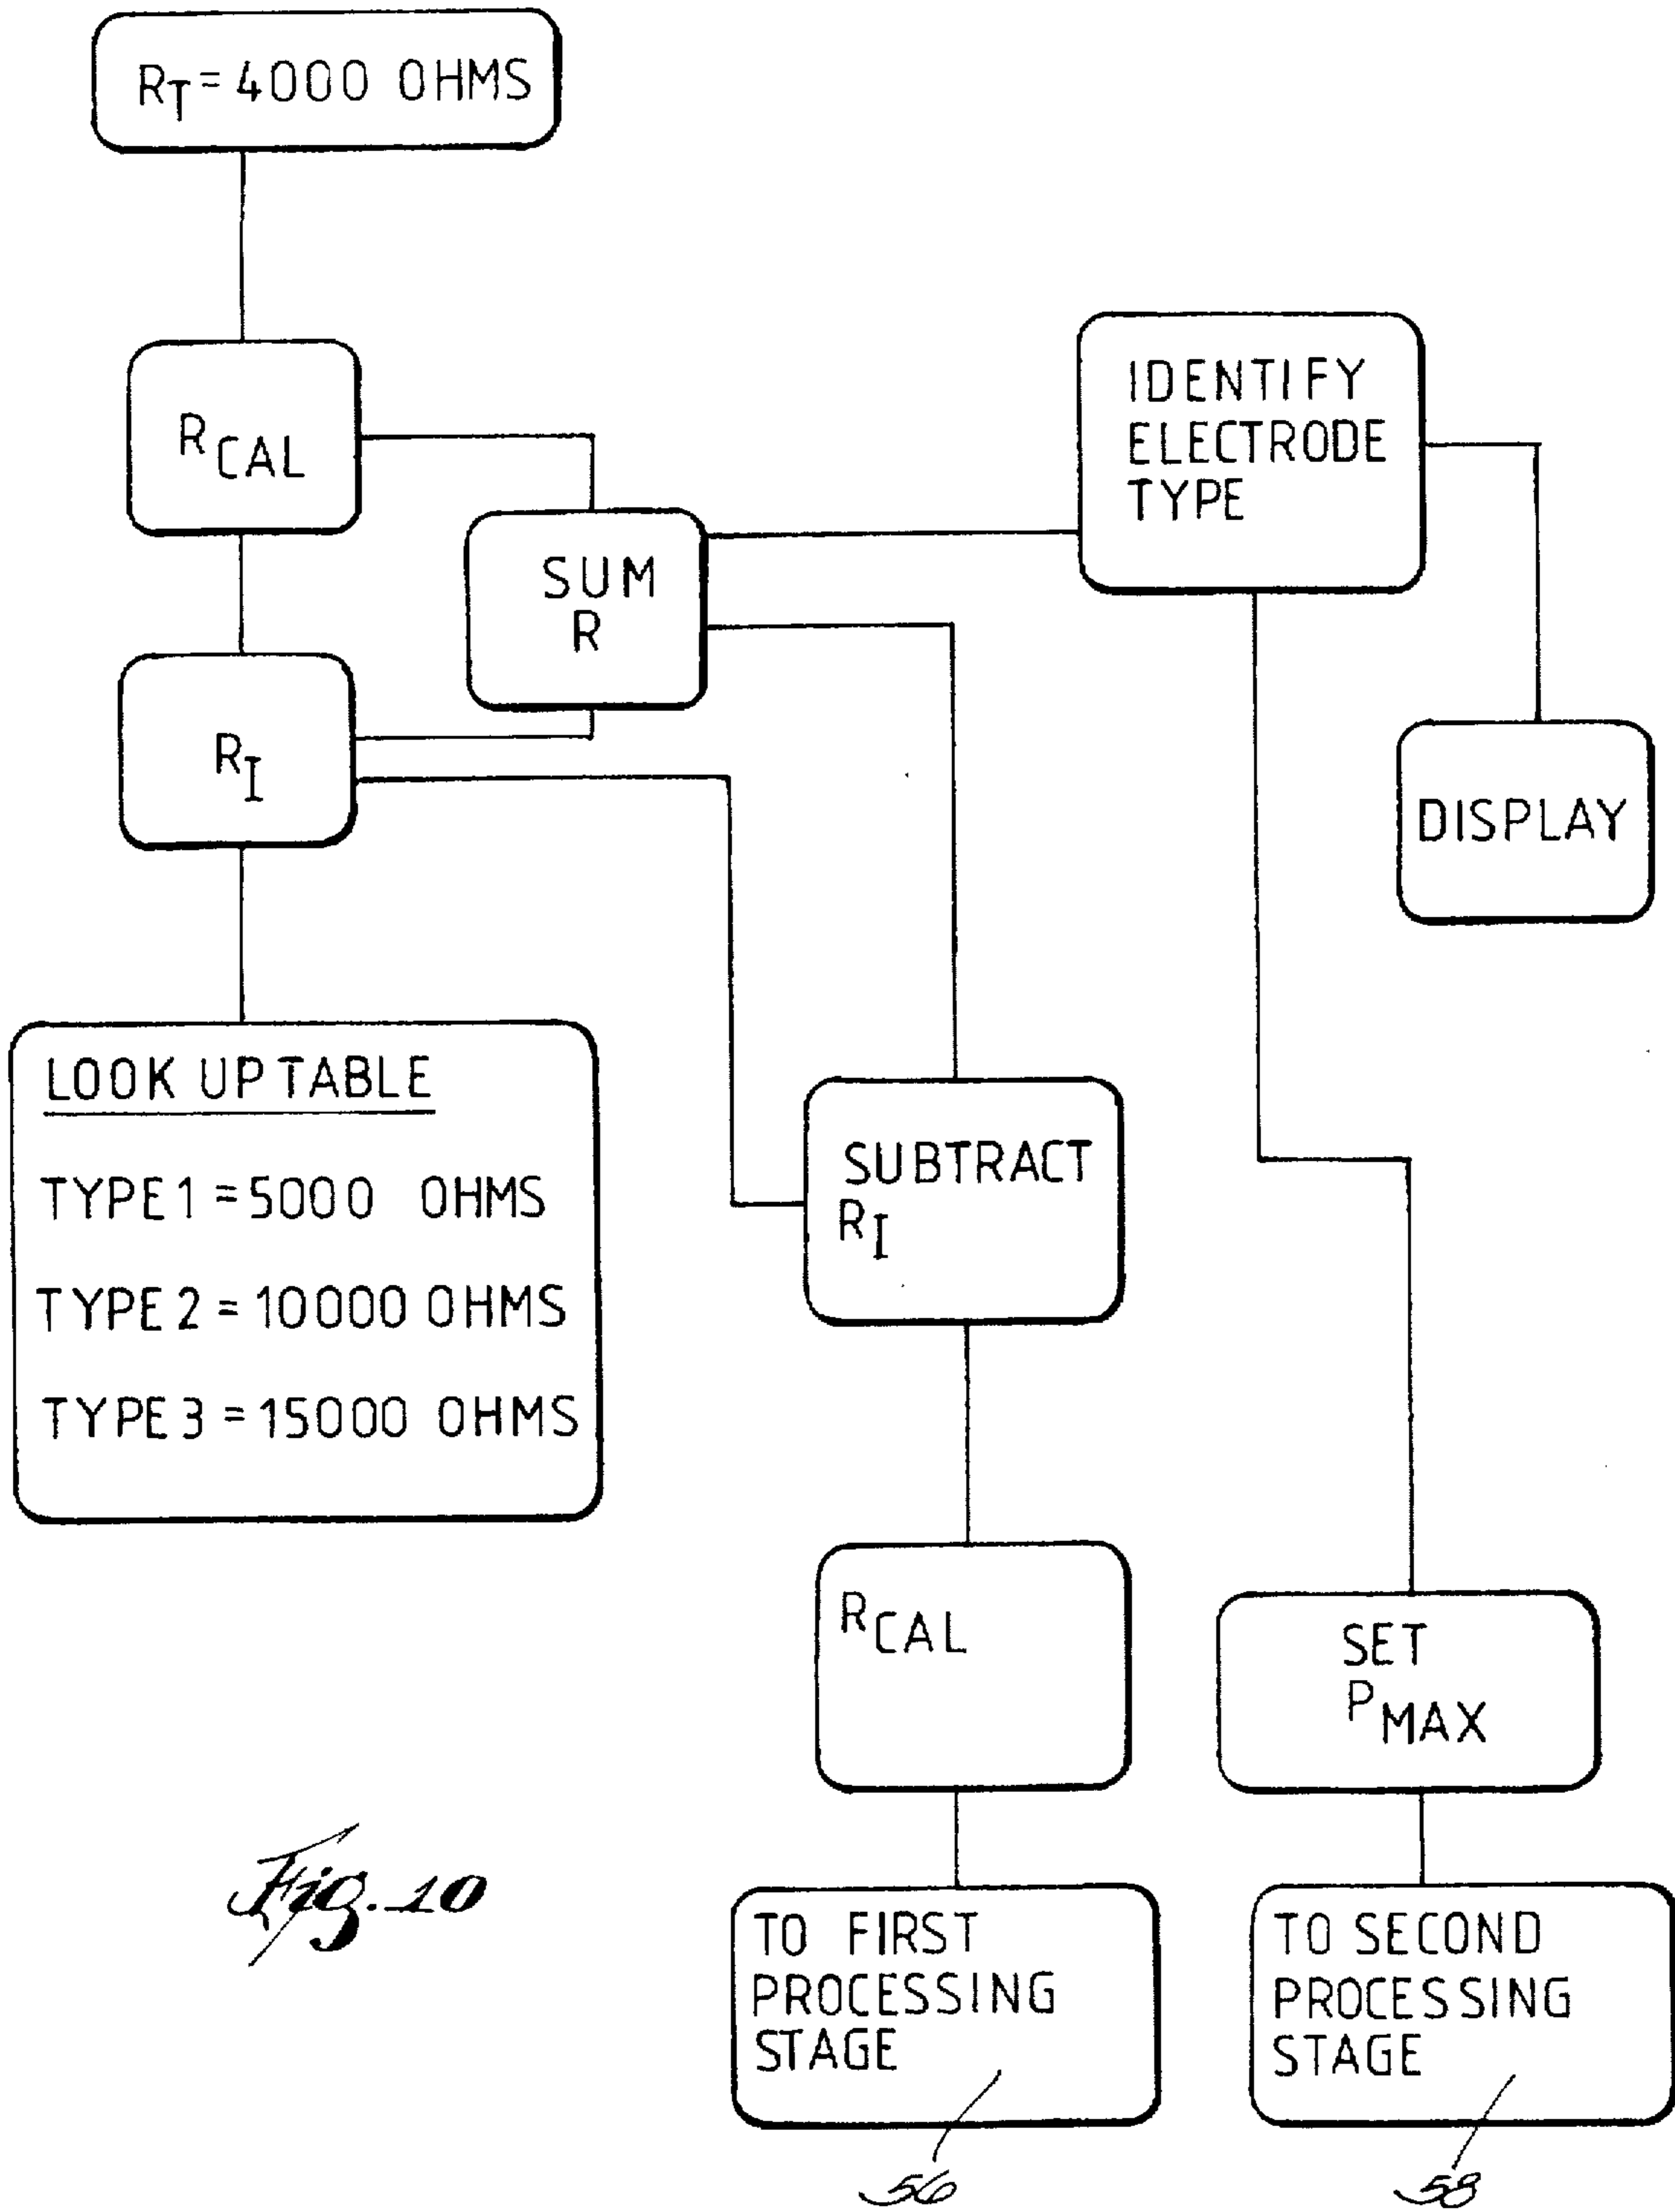 RT = 4000 OHMS
RCAL
IDENTIFY
ELECTRODE
TYPE
SUM
R
RI
DISPLAY
LOOK UP TABLE
TYPE 1 = 5000 OHMS
TYPE 2 = 10000 OHMS
TYPE 3 = 15000 OHMS
SUBTRACT
RI
RCAL
SET
PMAX
TO FIRST
PROCESSING
STAGE
56
TO SECOND
PROCESSING
STAGE
58
Fig. 10